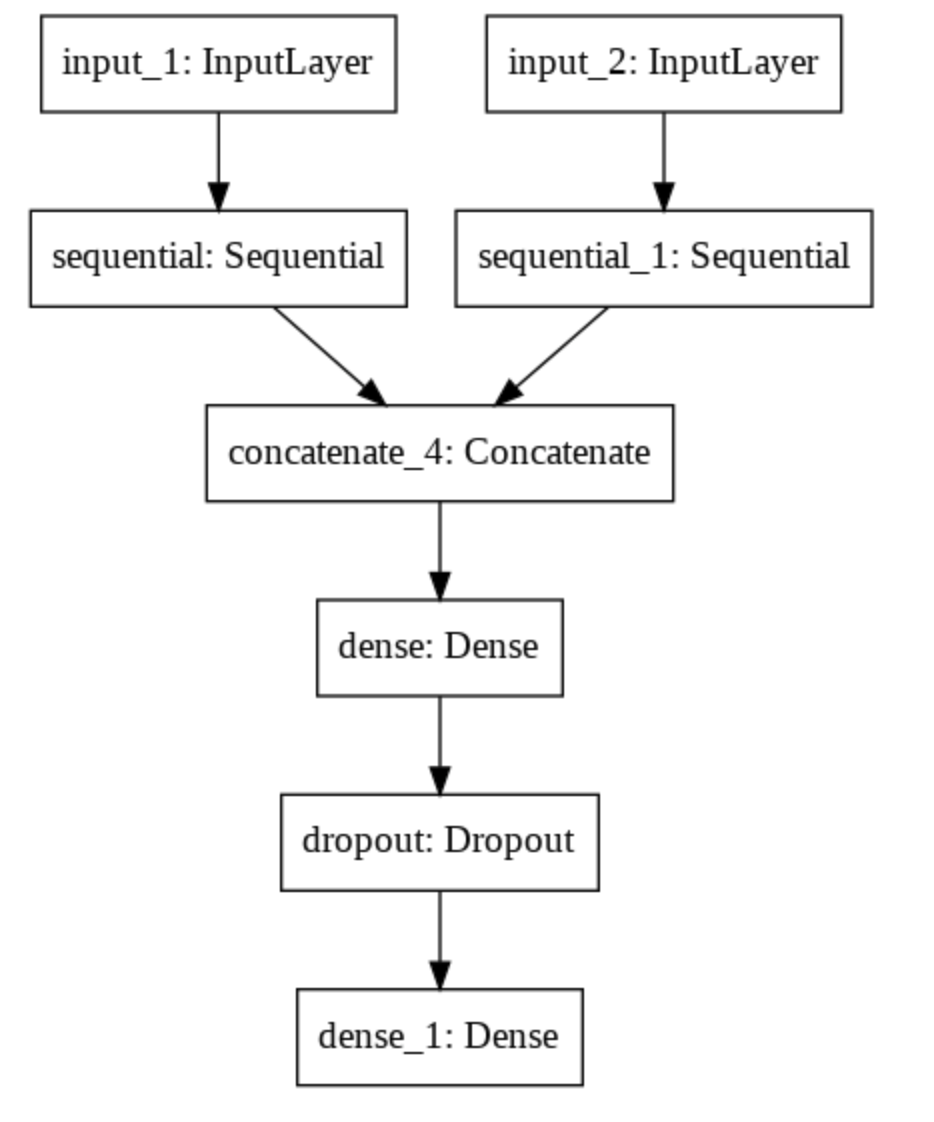 input_1: InputLayer
input_2: InputLayer
sequential: Sequential
sequential_1: Sequential
concatenate_4: Concatenate
dense: Dense
dropout: Dropout
dense_1: Dense